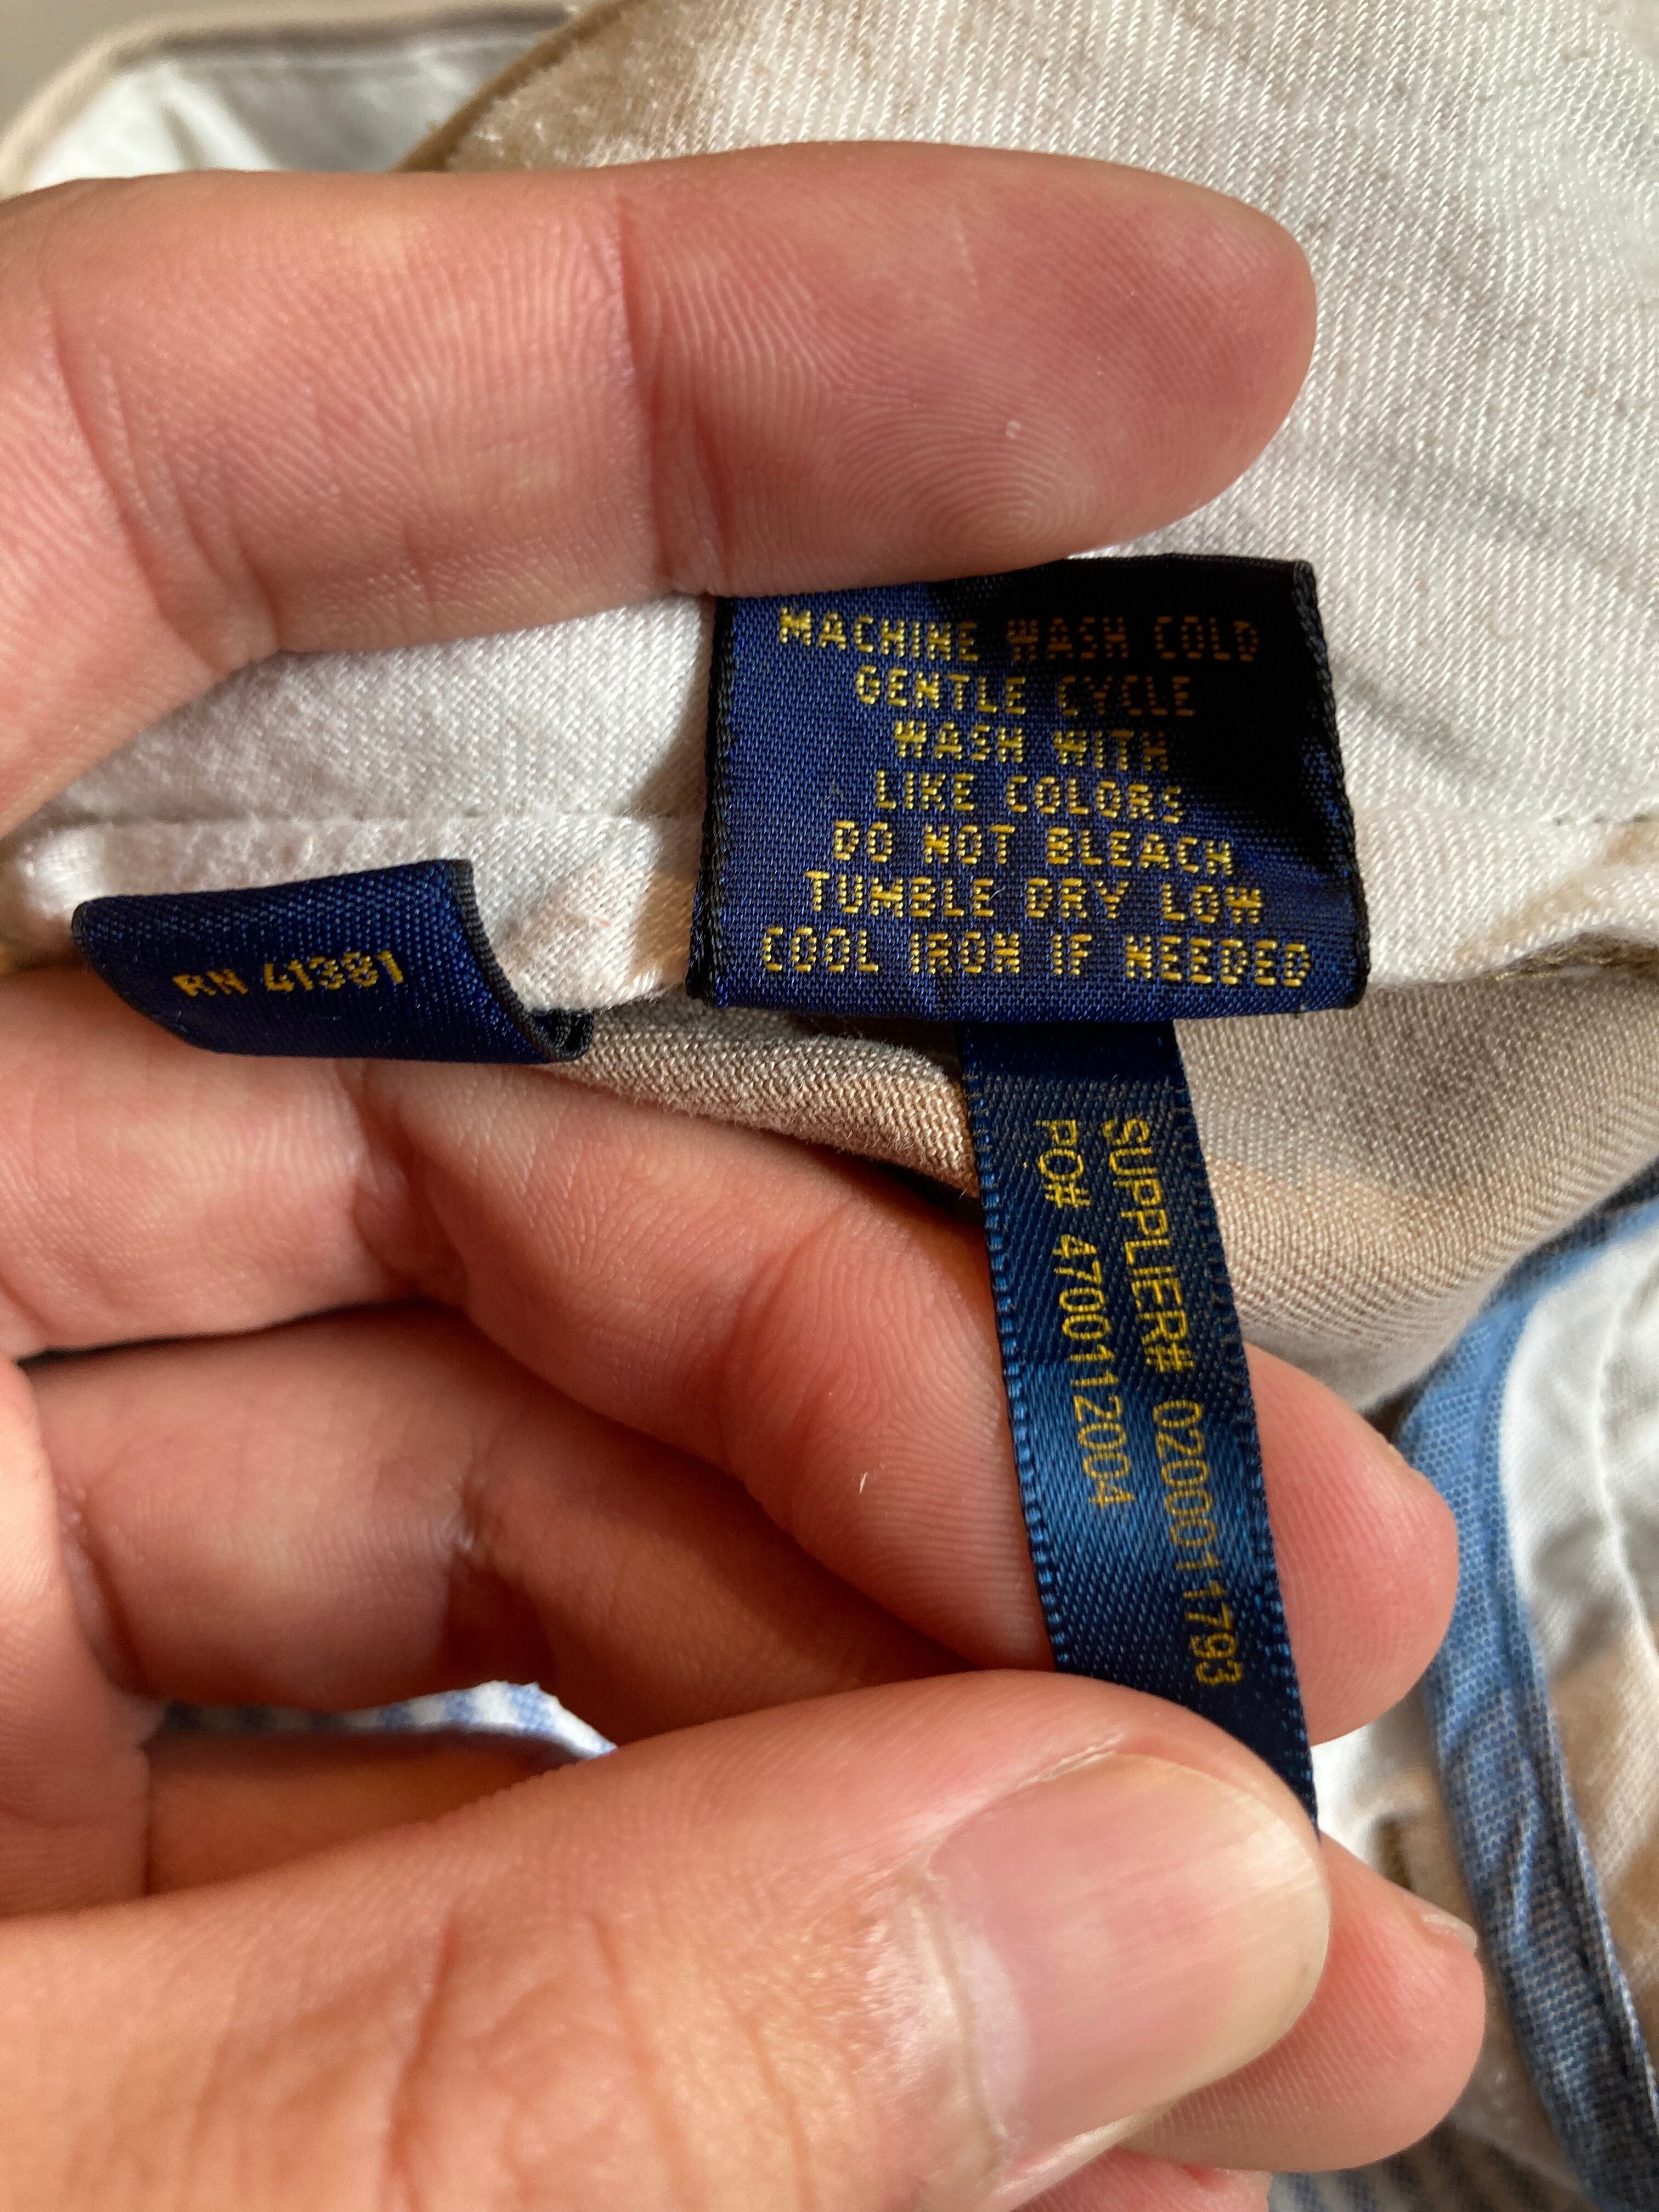 MACHINE WASH COLD
GENTLE CYCLE
WASH WITH
LIKE COLORS
DO NOT BLEACH
TUMBLE DRY LOW
COOL IRON IF NEEDED
RN 41381
SUPPLIER# 0200011793
PO# 4700112004